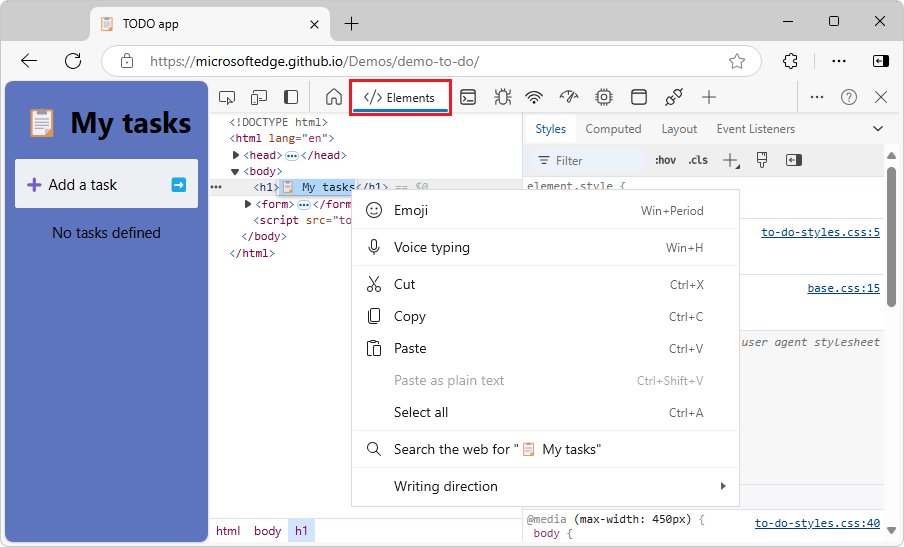 TODO app
https://microsoftedge.github.io/Demos/demo-to-do/
Elements
My tasks
Add a task
No tasks defined
<!DOCTYPE html>
<html lang="en">
<head> ⋯ </head>
<body>
<h1>📋 My tasks</h1> == $0
<form> ⋯ </form
<script src="to
</body>
</html>
html body h1
Styles Computed Layout Event Listeners
Filter :hov .cls
element.style {
to-do-styles.css:5
base.css:15
user agent stylesheet
@media (max-width: 450px) {
to-do-styles.css:40
body {
Emoji Win+Period
Voice typing Win+H
Cut Ctrl+X
Copy Ctrl+C
Paste Ctrl+V
Paste as plain text Ctrl+Shift+V
Select all Ctrl+A
Search the web for "📋 My tasks"
Writing direction